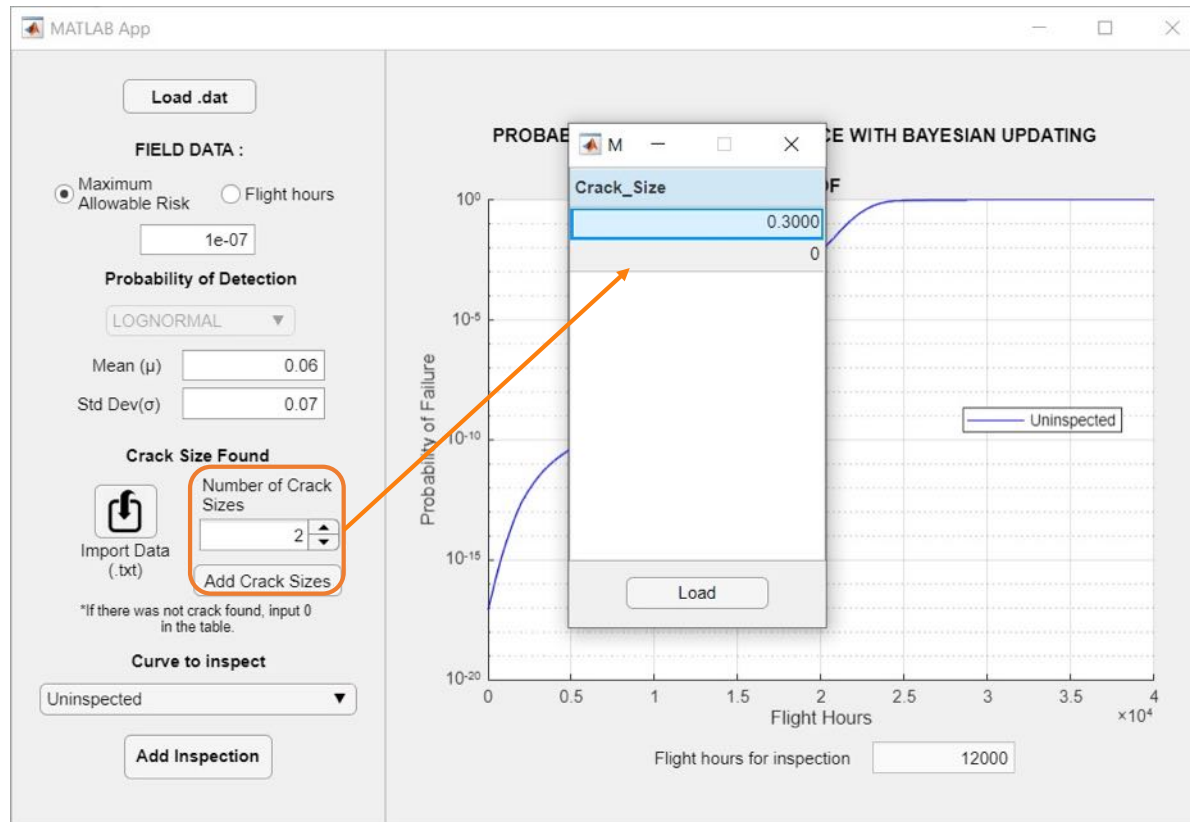 MATLAB App
Load .dat
FIELD DATA :
Maximum
Allowable Risk
Flight hours
1e-07
Probability of Detection
LOGNORMAL
Mean (μ)
0.06
Std Dev(σ)
0.07
Crack Size Found
Number of Crack
Sizes
2
Import Data
(.txt)
Add Crack Sizes
*If there was not crack found, input 0
in the table.
Curve to inspect
Uninspected
Add Inspection
WITH BAYESIAN UPDATING
M
Crack_Size
0.3000
0
Load
Probability of Failure
10⁰
10⁻⁵
10⁻¹⁰
10⁻¹⁵
10⁻²⁰
Uninspected
0 0.5 1 1.5 2 2.5 3 3.5 4
×10⁴
Flight Hours
Flight hours for inspection
12000